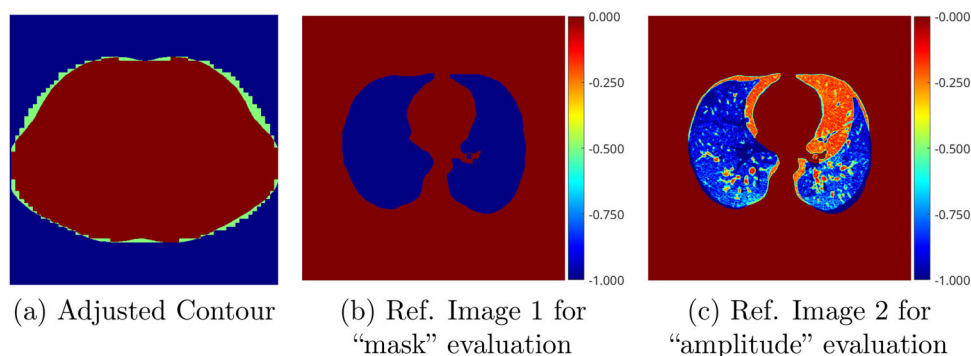 0.000
-0.250
-0.500
-0.750
-1.000
-0.000
-0.250
-0.500
-0.750
-1.000
(a) Adjusted Contour
(b) Ref. Image 1 for
“mask” evaluation
(c) Ref. Image 2 for
“amplitude” evaluation